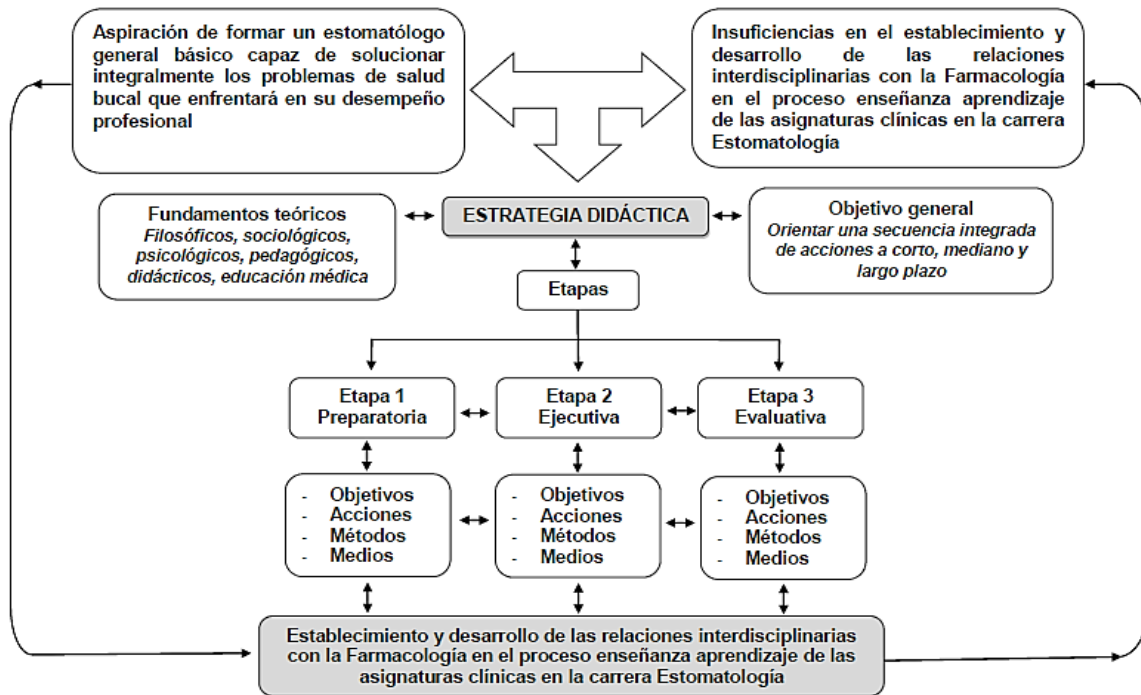 Aspiración de formar un estomatólogo
general básico capaz de solucionar
integralmente los problemas de salud
bucal que enfrentará en su desempeño
profesional
Insuficiencias en el establecimiento y
desarrollo de las relaciones
interdisciplinarias con la Farmacología
en el proceso enseñanza aprendizaje
de las asignaturas clínicas en la carrera
Estomatología
Fundamentos teóricos
Filosóficos, sociológicos,
psicológicos, pedagógicos,
didácticos, educación médica
ESTRATEGIA DIDÁCTICA
Objetivo general
Orientar una secuencia integrada
de acciones a corto, mediano y
largo plazo
Etapas
Etapa 1
Preparatoria
Etapa 2
Ejecutiva
Etapa 3
Evaluativa
- Objetivos
- Acciones
- Métodos
- Medios
- Objetivos
- Acciones
- Métodos
- Medios
- Objetivos
- Acciones
- Métodos
- Medios
Establecimiento y desarrollo de las relaciones interdisciplinarias
con la Farmacología en el proceso enseñanza aprendizaje de las
asignaturas clínicas en la carrera Estomatología